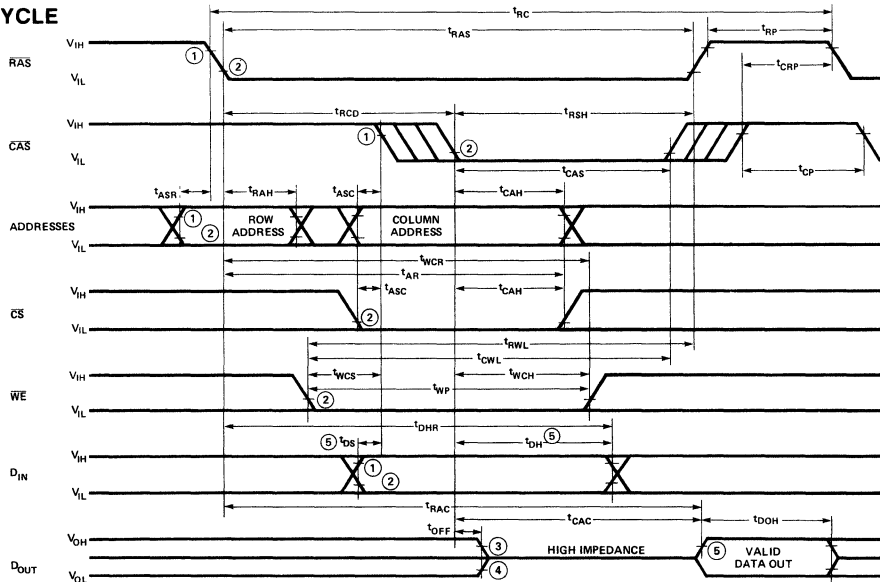 YCLE
tRC
tRAS
tRP
VIH
RAS
VIL
①
②
tCRP
tRCD
tRSH
VIH
CAS
VIL
①
②
tCAS
tCP
tASR
tRAH
tASC
tCAH
VIH
ADDRESSES
VIL
①
②
ROW
ADDRESS
COLUMN
ADDRESS
tWCR
tAR
tASC
tCAH
VIH
CS
VIL
②
tRWL
tCWL
tWCS
tWCH
VIH
WE
VIL
tWP
②
tDHR
⑤ tDS
tDH ⑤
VIH
DIN
VIL
①
②
tRAC
tCAC
tOFF
tDOH
VOH
DOUT
VOL
③
④
HIGH IMPEDANCE
⑤
VALID
DATA OUT